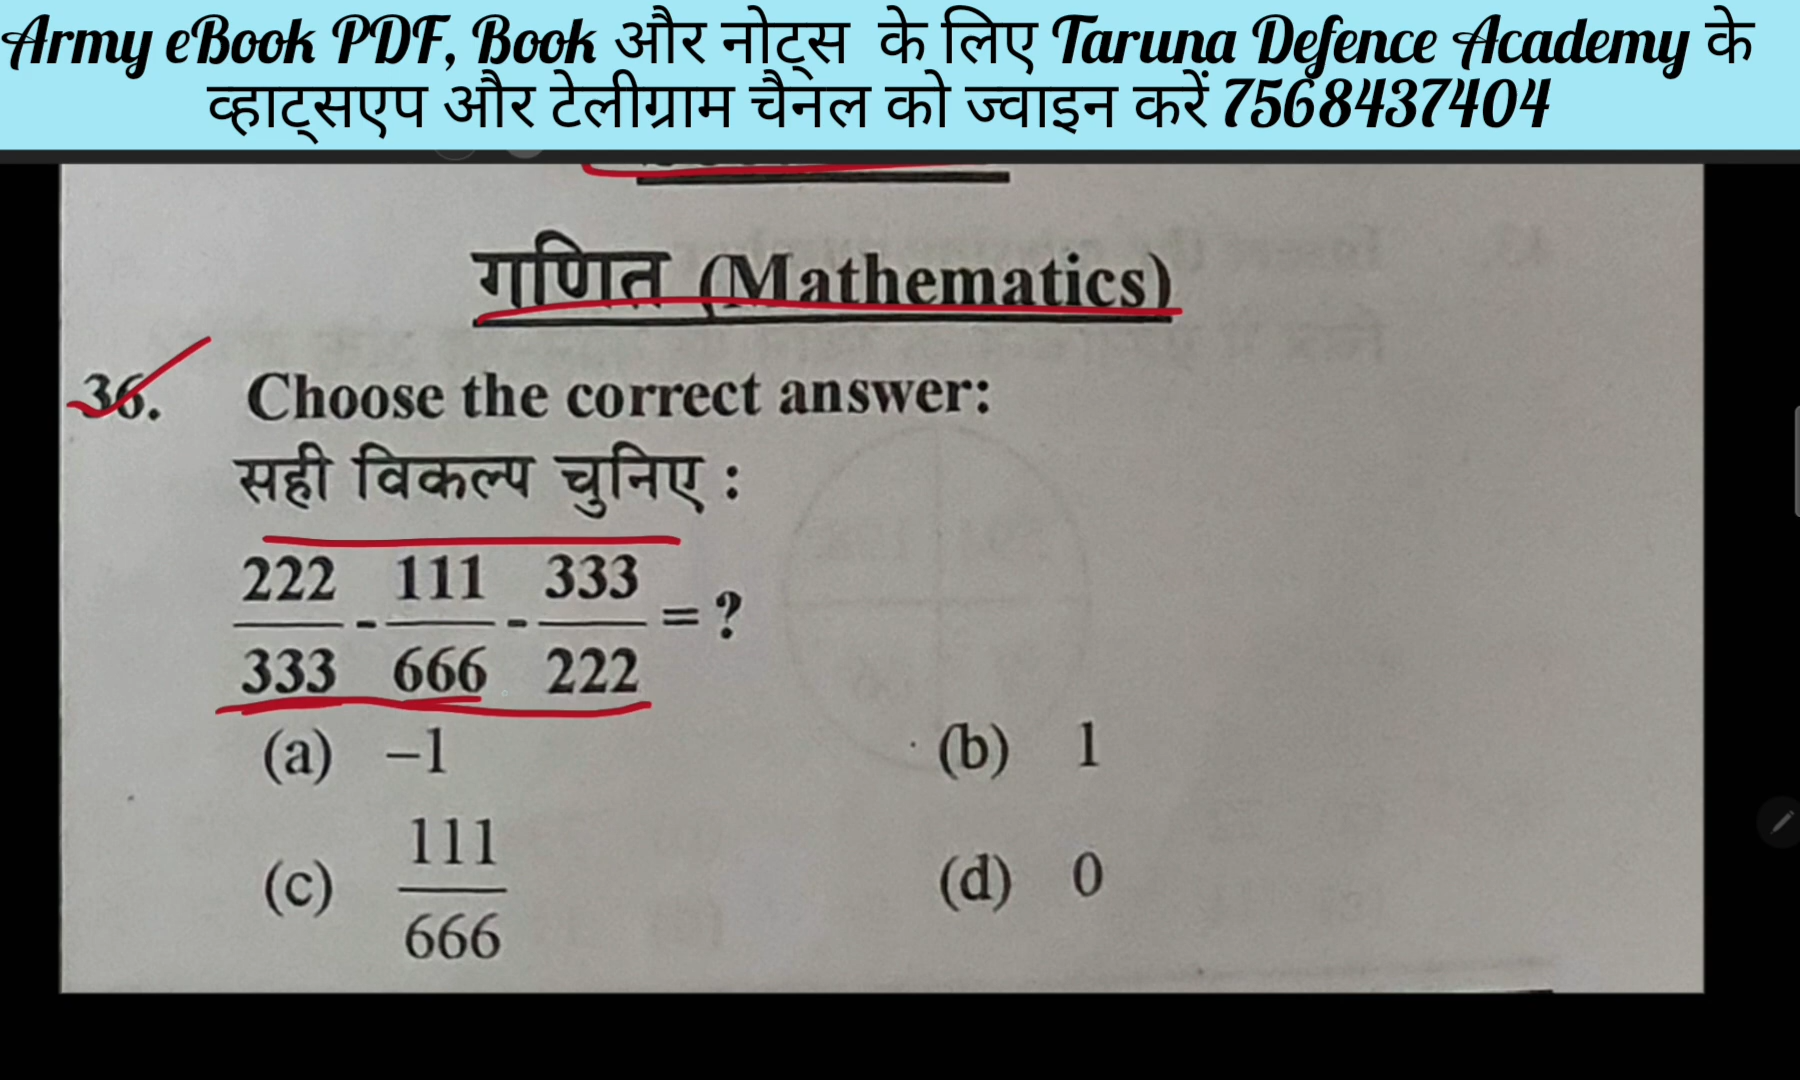 Army eBook PDF, Book और नोट्स के लिए Taruna Defence Academy के
व्हाट्सएप और टेलीग्राम चैनल को ज्वाइन करें 7568437404
गणित (Mathematics)
36. Choose the correct answer:
सही विकल्प चुनिए :
222/333 - 111/666 - 333/222 = ?
(a) –1 (b) 1
(c) 111/666 (d) 0